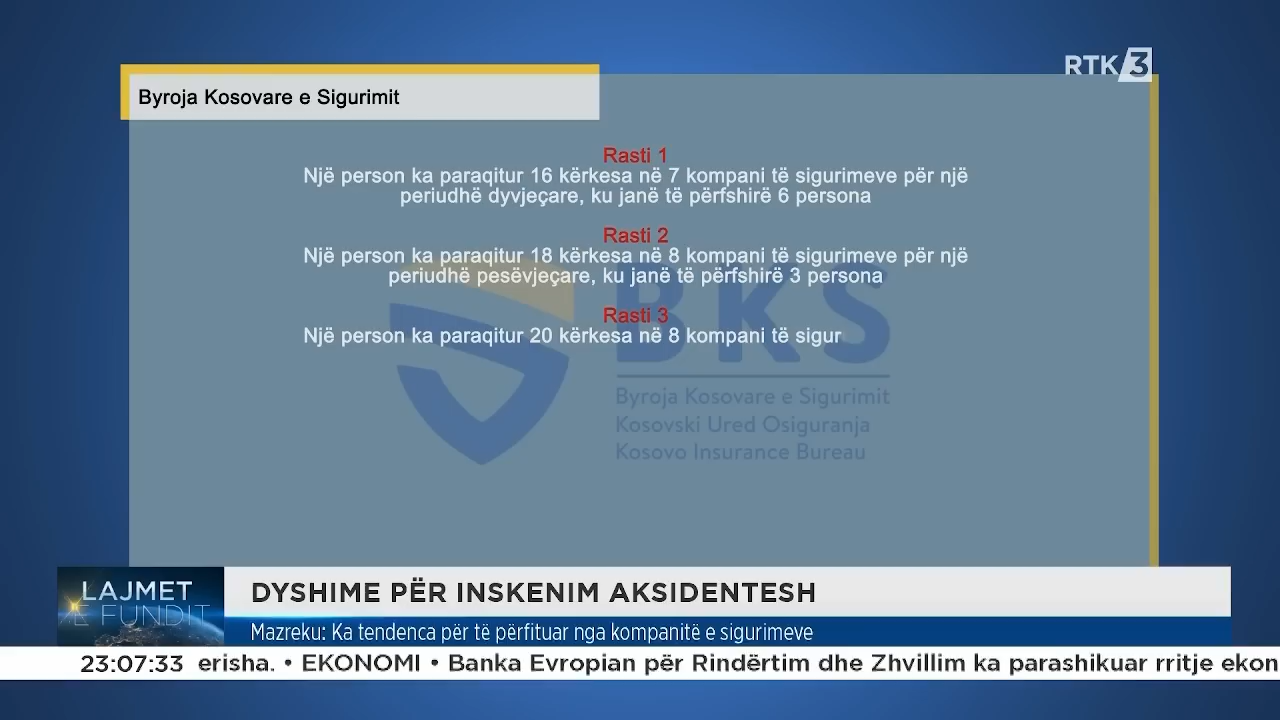 RTK 3
Byroja Kosovare e Sigurimit
Rasti 1
Një person ka paraqitur 16 kërkesa në 7 kompani të sigurimeve për një
periudhë dyvjeçare, ku janë të përfshirë 6 persona
Rasti 2
Një person ka paraqitur 18 kërkesa në 8 kompani të sigurimeve për një
periudhë pesëvjeçare, ku janë të përfshirë 3 persona
Rasti 3
Një person ka paraqitur 20 kërkesa në 8 kompani të sigur
BKS
Byroja Kosovare e Sigurimit
Kosovski Ured Osiguranja
Kosovo Insurance Bureau
LAJMET
E FUNDIT
DYSHIME PËR INSKENIM AKSIDENTESH
Mazreku: Ka tendenca për të përfituar nga kompanitë e sigurimeve
23:07:33 erisha. • EKONOMI • Banka Evropian për Rindërtim dhe Zhvillim ka parashikuar rritje ekon